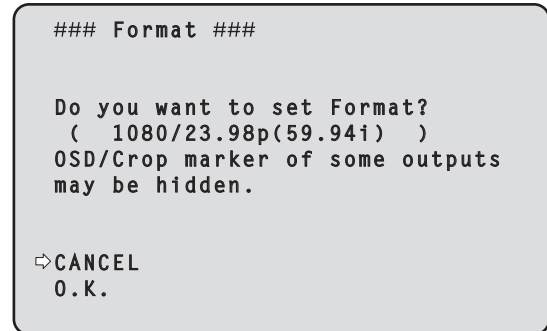 ### Format ###
Do you want to set Format?
( 1080/23.98p(59.94i) )
OSD/Crop marker of some outputs
may be hidden.
⇨CANCEL
O.K.